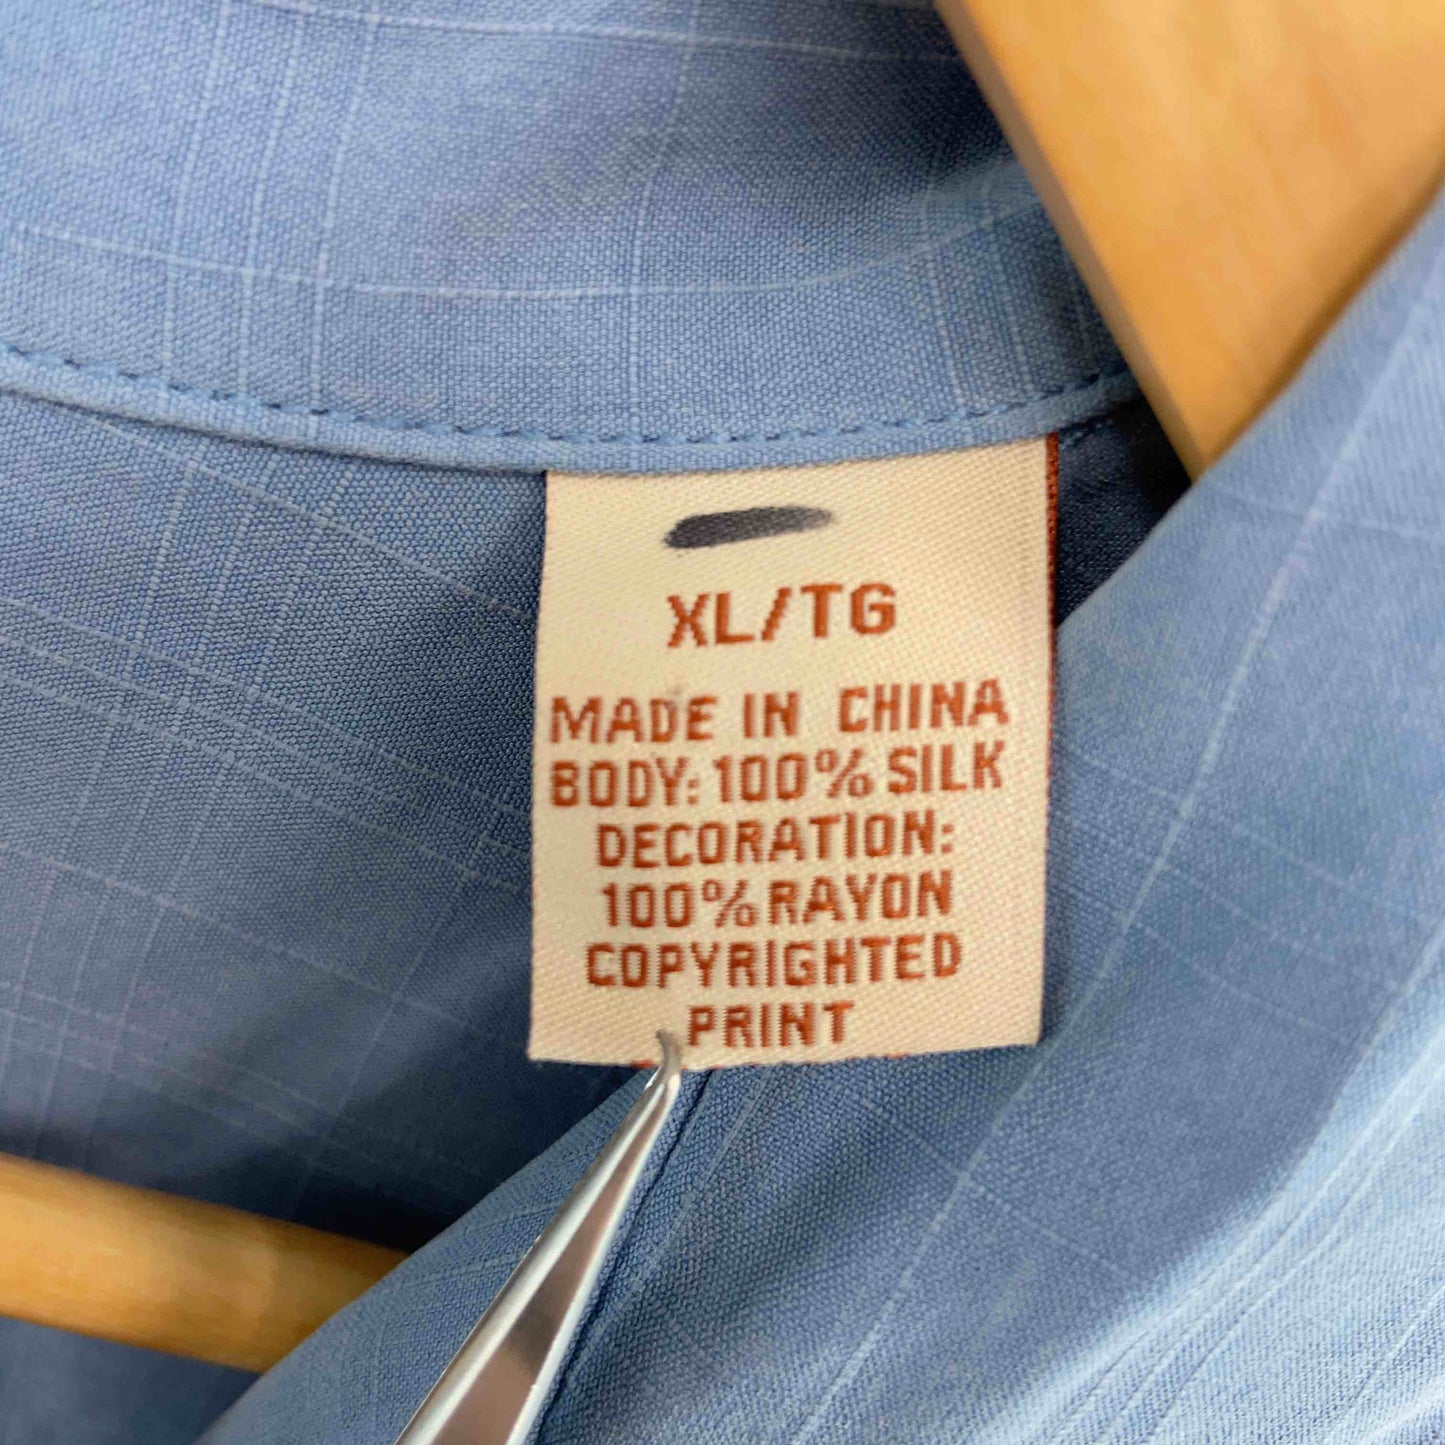 XL/TG
MADE IN CHINA
BODY: 100% SILK
DECORATION:
100% RAYON
COPYRIGHTED
PRINT